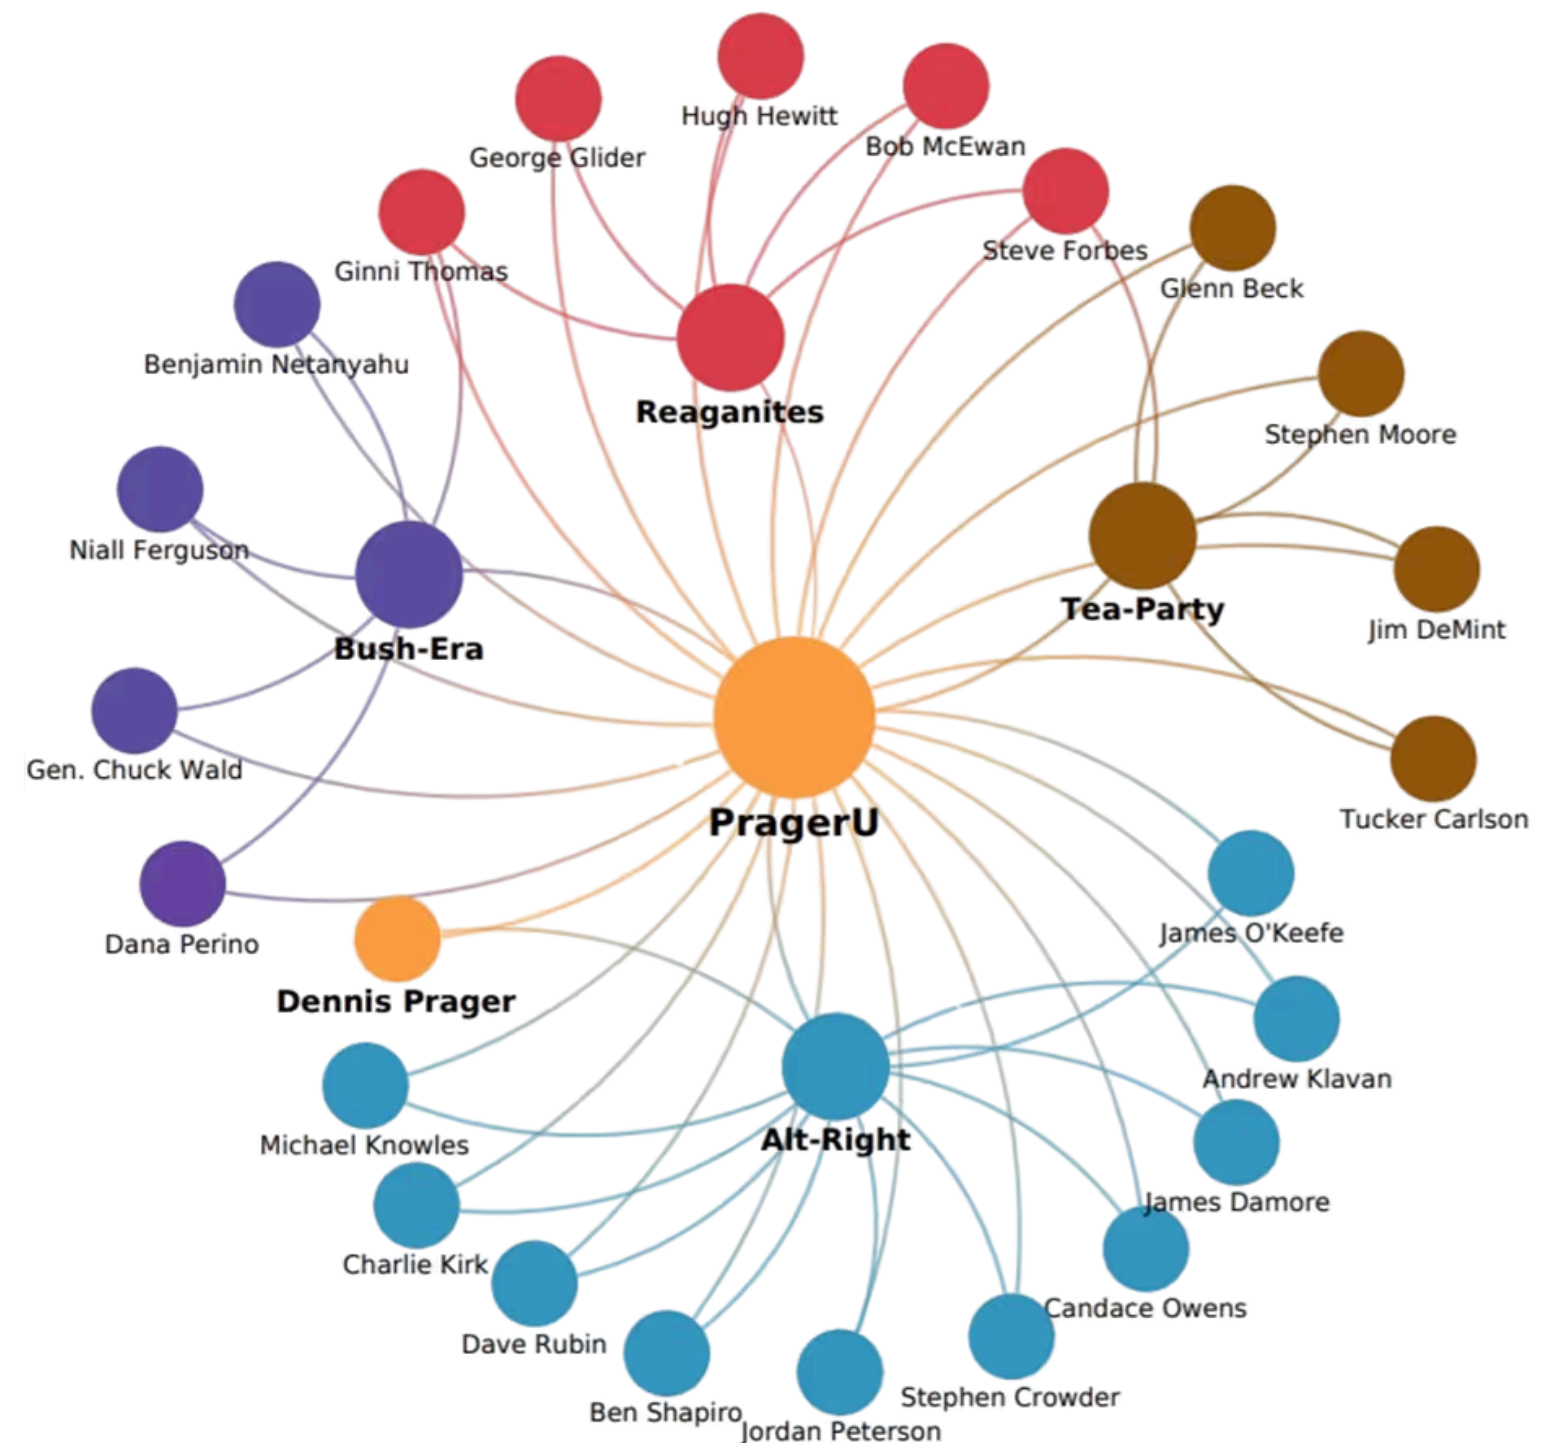 Hugh Hewitt
Bob McEwan
George Glider
Steve Forbes
Ginni Thomas
Glenn Beck
Benjamin Netanyahu
Reaganites
Stephen Moore
Niall Ferguson
Tea-Party
Jim DeMint
Bush-Era
Gen. Chuck Wald
PragerU
Tucker Carlson
James O'Keefe
Dana Perino
Dennis Prager
Andrew Klavan
Alt-Right
Michael Knowles
James Damore
Charlie Kirk
Candace Owens
Dave Rubin
Stephen Crowder
Ben Shapiro
Jordan Peterson